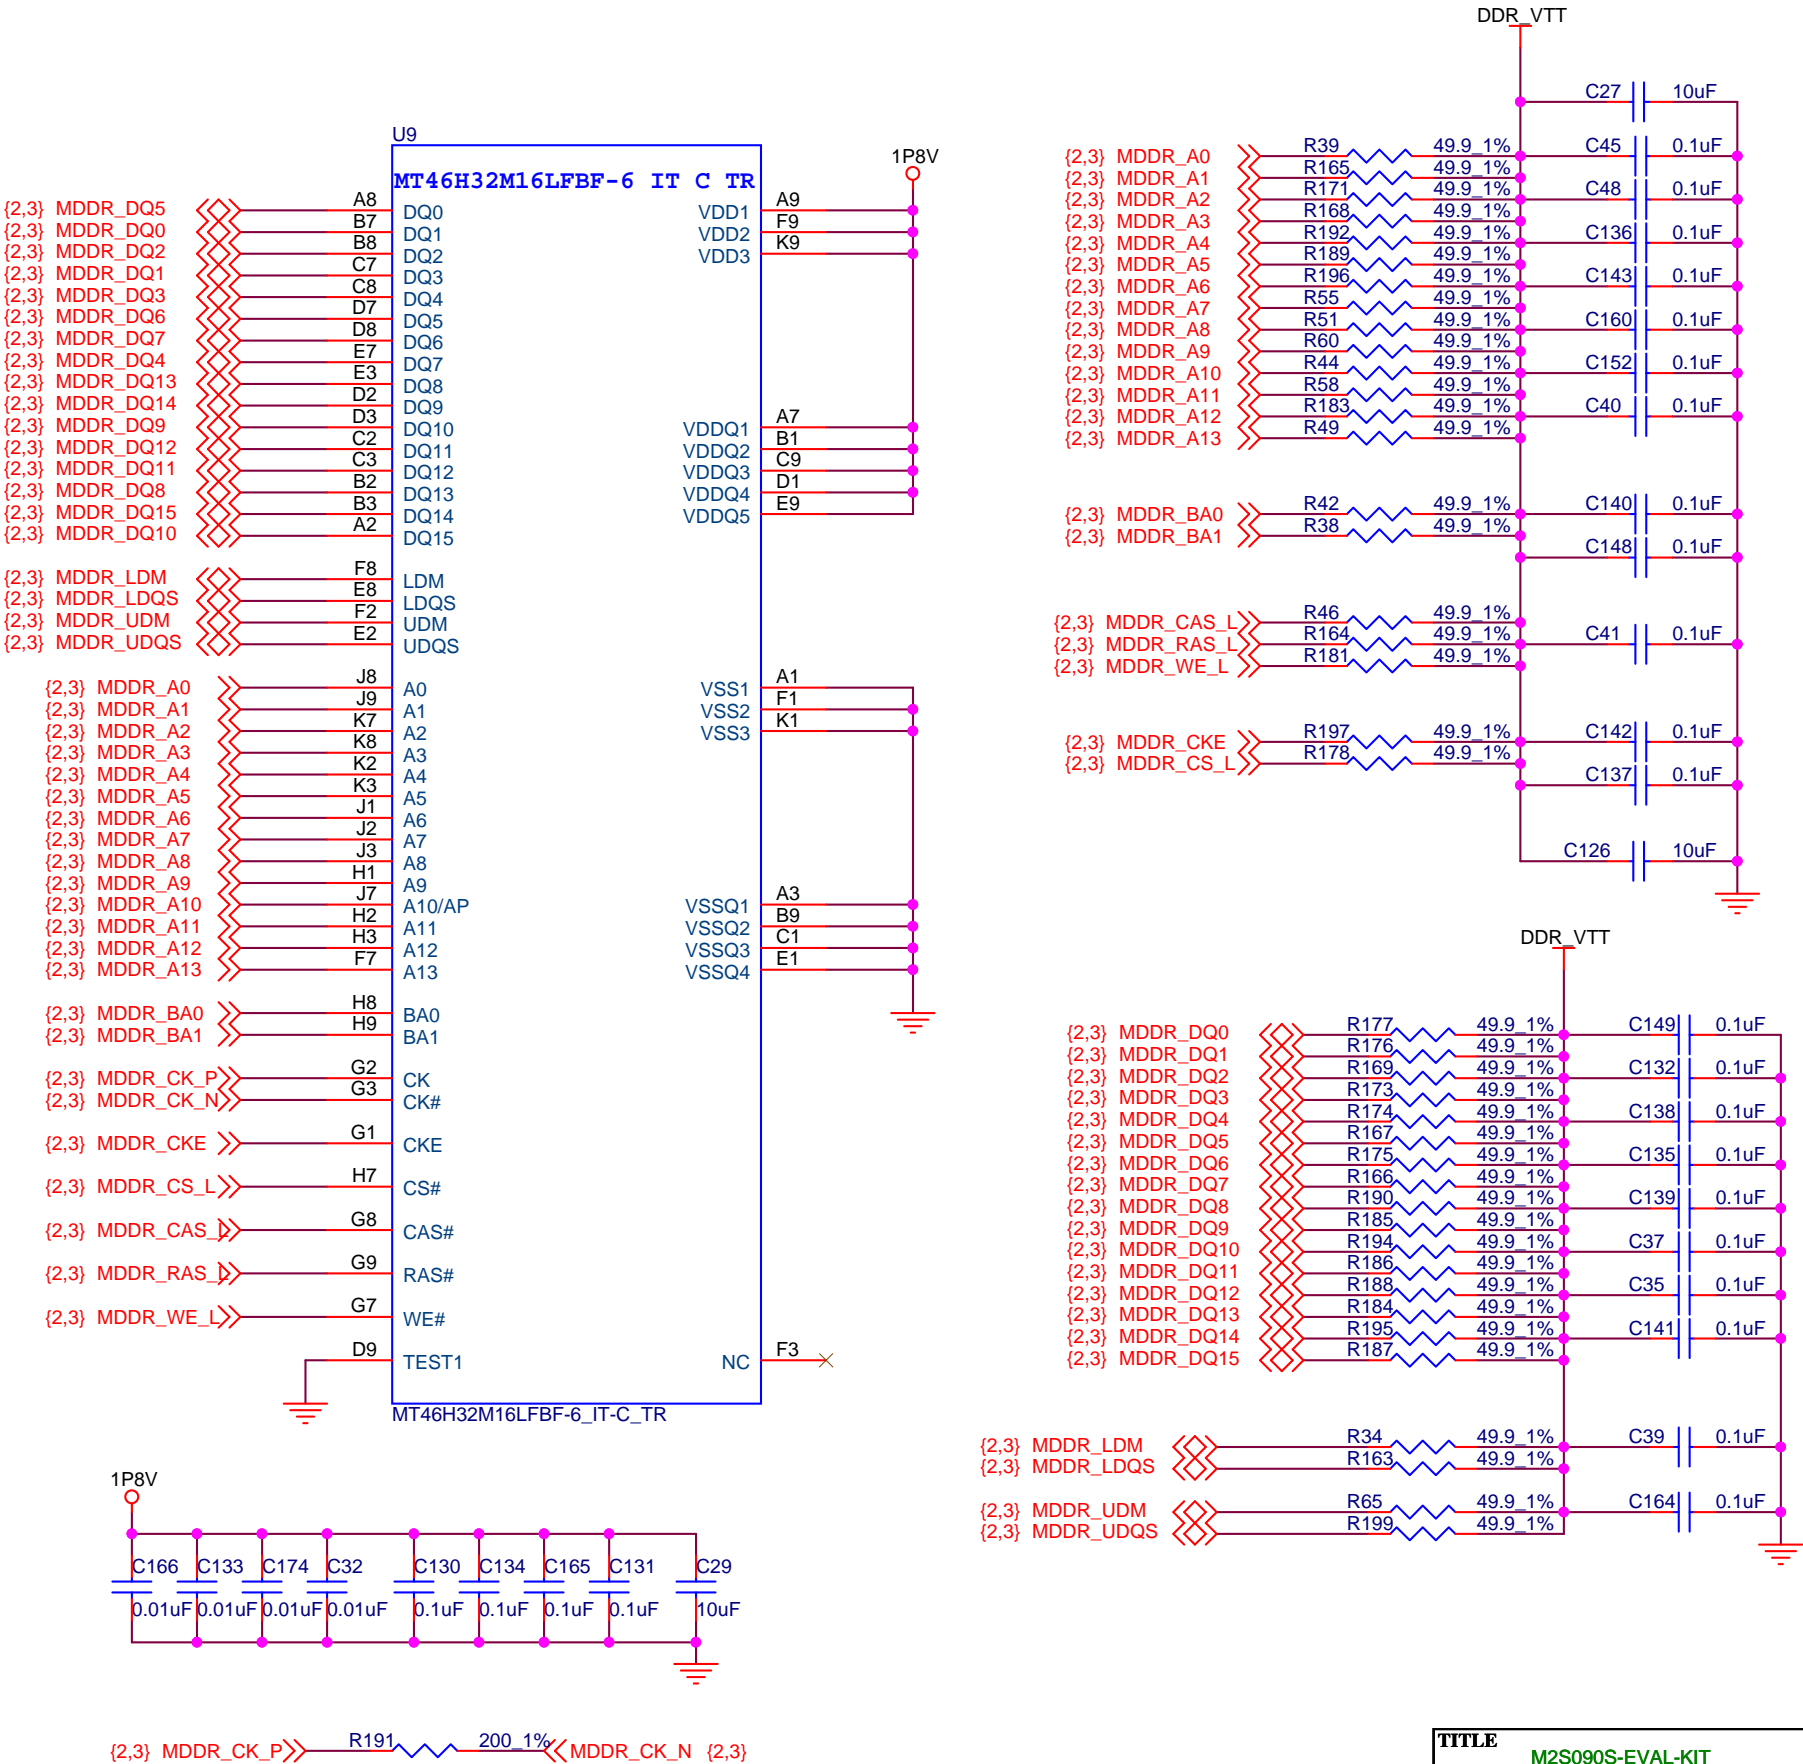 U9
MT46H32M16LFBF-6 IT C TR
1P8V
{2,3} MDDR_DQ5 A8 DQ0
{2,3} MDDR_DQ0 B7 DQ1
{2,3} MDDR_DQ2 B8 DQ2
{2,3} MDDR_DQ1 C7 DQ3
{2,3} MDDR_DQ3 C8 DQ4
{2,3} MDDR_DQ6 D7 DQ5
{2,3} MDDR_DQ7 D8 DQ6
{2,3} MDDR_DQ4 E7 DQ7
{2,3} MDDR_DQ13 E3 DQ8
{2,3} MDDR_DQ14 D2 DQ9
{2,3} MDDR_DQ9 D3 DQ10
{2,3} MDDR_DQ12 C2 DQ11
{2,3} MDDR_DQ11 C3 DQ12
{2,3} MDDR_DQ8 B2 DQ13
{2,3} MDDR_DQ15 B3 DQ14
{2,3} MDDR_DQ10 A2 DQ15
{2,3} MDDR_LDM F8 LDM
{2,3} MDDR_LDQS E8 LDQS
{2,3} MDDR_UDM F2 UDM
{2,3} MDDR_UDQS E2 UDQS
{2,3} MDDR_A0 J8 A0
{2,3} MDDR_A1 J9 A1
{2,3} MDDR_A2 K7 A2
{2,3} MDDR_A3 K8 A3
{2,3} MDDR_A4 K2 A4
{2,3} MDDR_A5 K3 A5
{2,3} MDDR_A6 J1 A6
{2,3} MDDR_A7 J2 A7
{2,3} MDDR_A8 J3 A8
{2,3} MDDR_A9 H1 A9
{2,3} MDDR_A10 J7 A10/AP
{2,3} MDDR_A11 H2 A11
{2,3} MDDR_A12 H3 A12
{2,3} MDDR_A13 F7 A13
{2,3} MDDR_BA0 H8 BA0
{2,3} MDDR_BA1 H9 BA1
{2,3} MDDR_CK_P G2 CK
{2,3} MDDR_CK_N G3 CK#
{2,3} MDDR_CKE G1 CKE
{2,3} MDDR_CS_L H7 CS#
{2,3} MDDR_CAS_L G8 CAS#
{2,3} MDDR_RAS_L G9 RAS#
{2,3} MDDR_WE_L G7 WE#
D9 TEST1
VDD1 A9
VDD2 F9
VDD3 K9
VDDQ1 A7
VDDQ2 B1
VDDQ3 C9
VDDQ4 D1
VDDQ5 E9
VSS1 A1
VSS2 F1
VSS3 K1
VSSQ1 A3
VSSQ2 B9
VSSQ3 C1
VSSQ4 E1
NC F3
MT46H32M16LFBF-6_IT-C_TR
1P8V
C166 C133 C174 C32 C130 C134 C165 C131 C29
0.01uF 0.01uF 0.01uF 0.01uF 0.1uF 0.1uF 0.1uF 0.1uF 10uF
{2,3} MDDR_CK_P R191 200_1% MDDR_CK_N {2,3}
DDR_VTT
C27 10uF
{2,3} MDDR_A0 R39 49.9_1% C45 0.1uF
{2,3} MDDR_A1 R165 49.9_1%
{2,3} MDDR_A2 R171 49.9_1% C48 0.1uF
{2,3} MDDR_A3 R168 49.9_1%
{2,3} MDDR_A4 R192 49.9_1% C136 0.1uF
{2,3} MDDR_A5 R189 49.9_1%
{2,3} MDDR_A6 R196 49.9_1% C143 0.1uF
{2,3} MDDR_A7 R55 49.9_1%
{2,3} MDDR_A8 R51 49.9_1% C160 0.1uF
{2,3} MDDR_A9 R60 49.9_1%
{2,3} MDDR_A10 R44 49.9_1% C152 0.1uF
{2,3} MDDR_A11 R58 49.9_1%
{2,3} MDDR_A12 R183 49.9_1% C40 0.1uF
{2,3} MDDR_A13 R49 49.9_1%
{2,3} MDDR_BA0 R42 49.9_1% C140 0.1uF
{2,3} MDDR_BA1 R38 49.9_1%
C148 0.1uF
{2,3} MDDR_CAS_L R46 49.9_1%
{2,3} MDDR_RAS_L R164 49.9_1% C41 0.1uF
{2,3} MDDR_WE_L R181 49.9_1%
{2,3} MDDR_CKE R197 49.9_1% C142 0.1uF
{2,3} MDDR_CS_L R178 49.9_1%
C137 0.1uF
C126 10uF
DDR_VTT
{2,3} MDDR_DQ0 R177 49.9_1% C149 0.1uF
{2,3} MDDR_DQ1 R176 49.9_1%
{2,3} MDDR_DQ2 R169 49.9_1% C132 0.1uF
{2,3} MDDR_DQ3 R173 49.9_1%
{2,3} MDDR_DQ4 R174 49.9_1% C138 0.1uF
{2,3} MDDR_DQ5 R167 49.9_1%
{2,3} MDDR_DQ6 R175 49.9_1% C135 0.1uF
{2,3} MDDR_DQ7 R166 49.9_1%
{2,3} MDDR_DQ8 R190 49.9_1% C139 0.1uF
{2,3} MDDR_DQ9 R185 49.9_1%
{2,3} MDDR_DQ10 R194 49.9_1% C37 0.1uF
{2,3} MDDR_DQ11 R186 49.9_1%
{2,3} MDDR_DQ12 R188 49.9_1% C35 0.1uF
{2,3} MDDR_DQ13 R184 49.9_1%
{2,3} MDDR_DQ14 R195 49.9_1% C141 0.1uF
{2,3} MDDR_DQ15 R187 49.9_1%
{2,3} MDDR_LDM R34 49.9_1% C39 0.1uF
{2,3} MDDR_LDQS R163 49.9_1%
{2,3} MDDR_UDM R65 49.9_1% C164 0.1uF
{2,3} MDDR_UDQS R199 49.9_1%
TITLE
M2S090S-EVAL-KIT